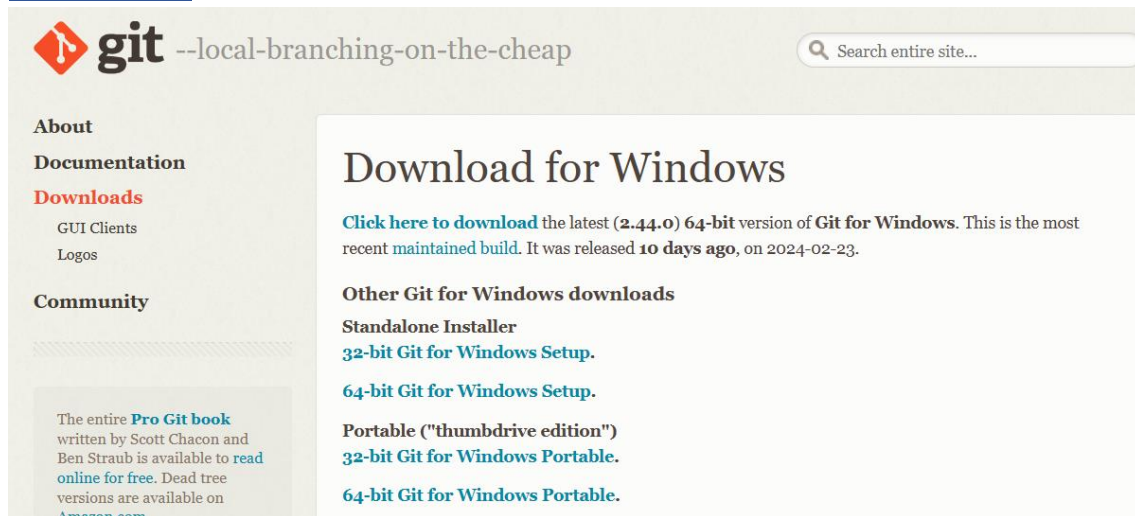 git --local-branching-on-the-cheap
Search entire site...
About
Documentation
Downloads
GUI Clients
Logos
Community
The entire Pro Git book
written by Scott Chacon and
Ben Straub is available to read
online for free. Dead tree
versions are available on
Amazon.com
Download for Windows
Click here to download the latest (2.44.0) 64-bit version of Git for Windows. This is the most
recent maintained build. It was released 10 days ago, on 2024-02-23.
Other Git for Windows downloads
Standalone Installer
32-bit Git for Windows Setup.
64-bit Git for Windows Setup.
Portable ("thumbdrive edition")
32-bit Git for Windows Portable.
64-bit Git for Windows Portable.